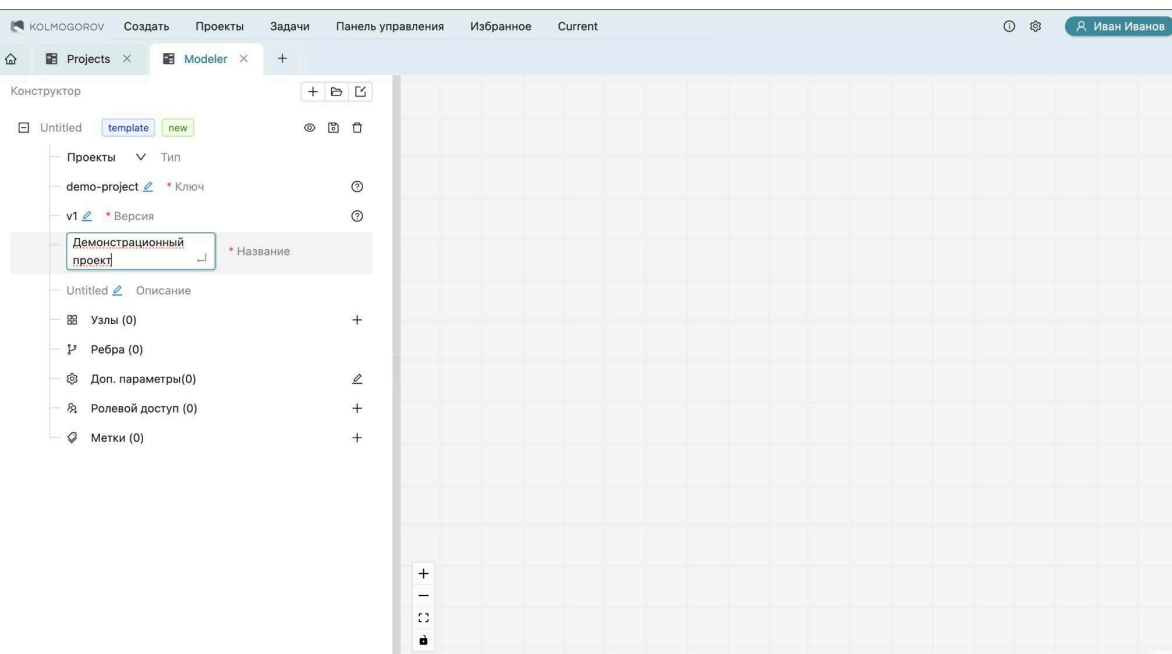 KOLMOGOROV Создать Проекты Задачи Панель управления Избранное Current Иван Иванов
Projects Modeler
Конструктор
Untitled template new
Проекты Тип
demo-project * Ключ
v1 * Версия
Демонстрационный
проект * Название
Untitled Описание
Узлы (0)
Ребра (0)
Доп. параметры(0)
Ролевой доступ (0)
Метки (0)